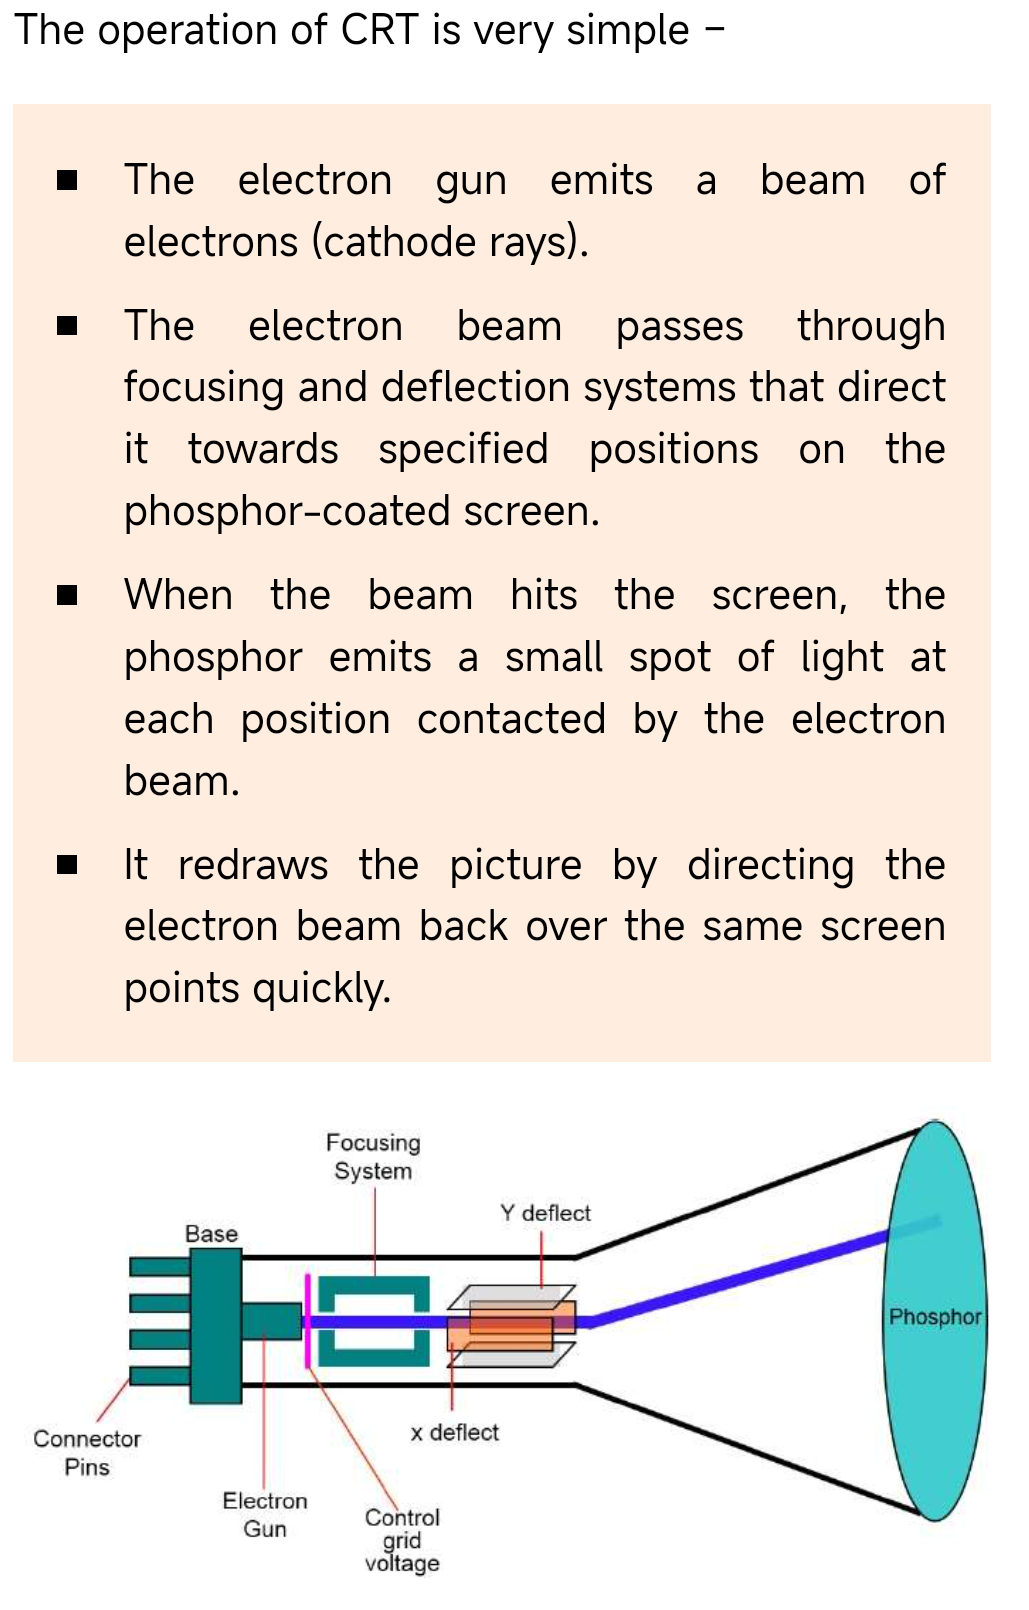 The operation of CRT is very simple –
■ The electron gun emits a beam of
electrons (cathode rays).
■ The electron beam passes through
focusing and deflection systems that direct
it towards specified positions on the
phosphor-coated screen.
■ When the beam hits the screen, the
phosphor emits a small spot of light at
each position contacted by the electron
beam.
■ It redraws the picture by directing the
electron beam back over the same screen
points quickly.
Focusing
System
Y deflect
Base
Phosphor
x deflect
Connector
Pins
Electron
Gun
Control
grid
voltage